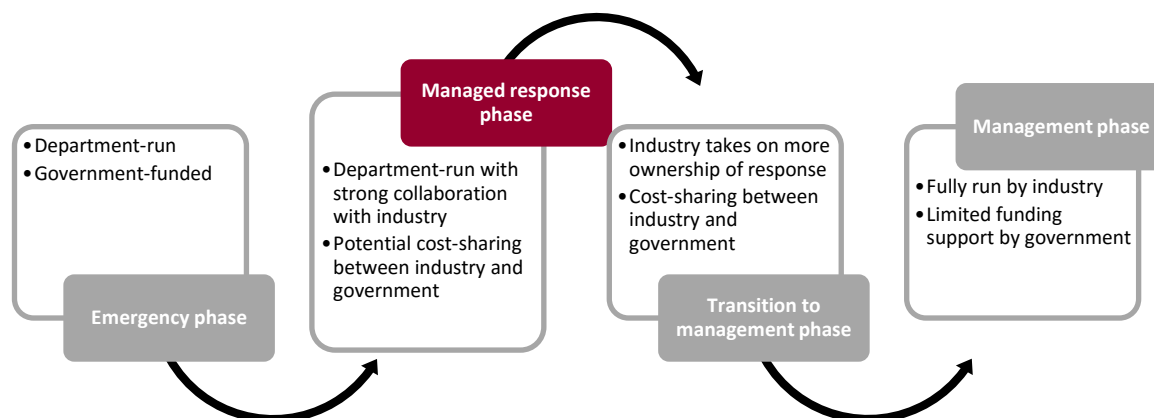 • Department-run
• Government-funded
Emergency phase
Managed response
phase
• Department-run with
strong collaboration
with industry
• Potential cost-sharing
between industry and
government
• Industry takes on more
ownership of response
• Cost-sharing between
industry and
government
Transition to
management phase
Management phase
• Fully run by industry
• Limited funding
support by government